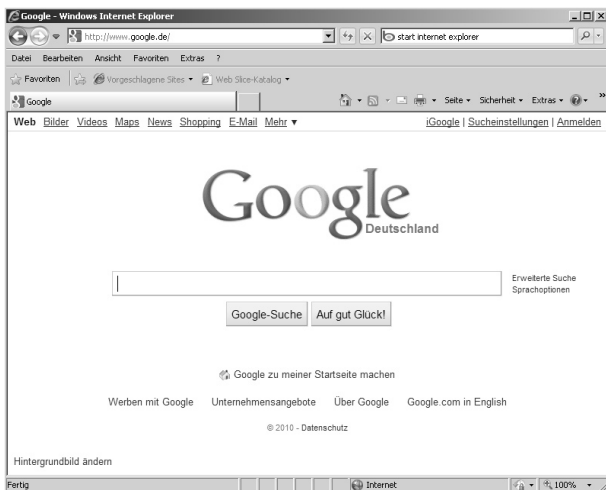 Google - Windows Internet Explorer
http://www.google.de/ start internet explorer
Datei Bearbeiten Ansicht Favoriten Extras ?
Favoriten Vorgeschlagene Sites Web Slice-Katalog
Google Seite Sicherheit Extras »
Web Bilder Videos Maps News Shopping E-Mail Mehr ▼ iGoogle | Sucheinstellungen | Anmelden
Google
Deutschland
Erweiterte Suche
Sprachoptionen
Google-Suche Auf gut Glück!
Google zu meiner Startseite machen
Werben mit Google Unternehmensangebote Über Google Google.com in English
© 2010 - Datenschutz
Hintergrundbild ändern
Fertig Internet 100%